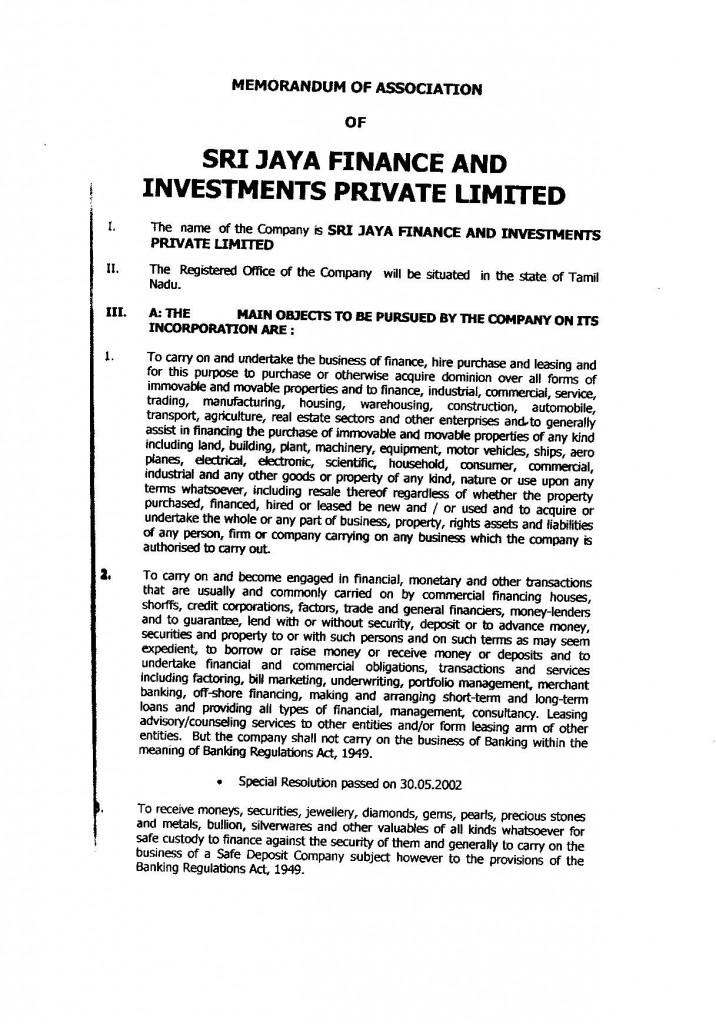 MEMORANDUM OF ASSOCIATION
OF
SRI JAYA FINANCE AND
INVESTMENTS PRIVATE LIMITED
I. The name of the Company is SRI JAYA FINANCE AND INVESTMENTS
PRIVATE LIMITED
II. The Registered Office of the Company will be situated in the state of Tamil
Nadu.
III. A: THE MAIN OBJECTS TO BE PURSUED BY THE COMPANY ON ITS
INCORPORATION ARE :
1. To carry on and undertake the business of finance, hire purchase and leasing and
for this purpose to purchase or otherwise acquire dominion over all forms of
immovable and movable properties and to finance, industrial, commercial, service,
trading, manufacturing, housing, warehousing, construction, automobile,
transport, agriculture, real estate sectors and other enterprises and to generally
assist in financing the purchase of immovable and movable properties of any kind
including land, building, plant, machinery, equipment, motor vehicles, ships, aero
planes, electrical, electronic, scientific, household, consumer, commercial,
industrial and any other goods or property of any kind, nature or use upon any
terms whatsoever, including resale thereof regardless of whether the property
purchased, financed, hired or leased be new and / or used and to acquire or
undertake the whole or any part of business, property, rights assets and liabilities
of any person, firm or company carrying on any business which the company is
authorised to carry out.
2. To carry on and become engaged in financial, monetary and other transactions
that are usually and commonly carried on by commercial financing houses,
shorffs, credit corporations, factors, trade and general financiers, money-lenders
and to guarantee, lend with or without security, deposit or to advance money,
securities and property to or with such persons and on such terms as may seem
expedient, to borrow or raise money or receive money or deposits and to
undertake financial and commercial obligations, transactions and services
including factoring, bill marketing, underwriting, portfolio management, merchant
banking, off-shore financing, making and arranging short-term and long-term
loans and providing all types of financial, management, consultancy. Leasing
advisory/counseling services to other entities and/or form leasing arm of other
entities. But the company shall not carry on the business of Banking within the
meaning of Banking Regulations Act, 1949.
• Special Resolution passed on 30.05.2002
To receive moneys, securities, jewellery, diamonds, gems, pearls, precious stones
and metals, bullion, silverwares and other valuables of all kinds whatsoever for
safe custody to finance against the security of them and generally to carry on the
business of a Safe Deposit Company subject however to the provisions of the
Banking Regulations Act, 1949.